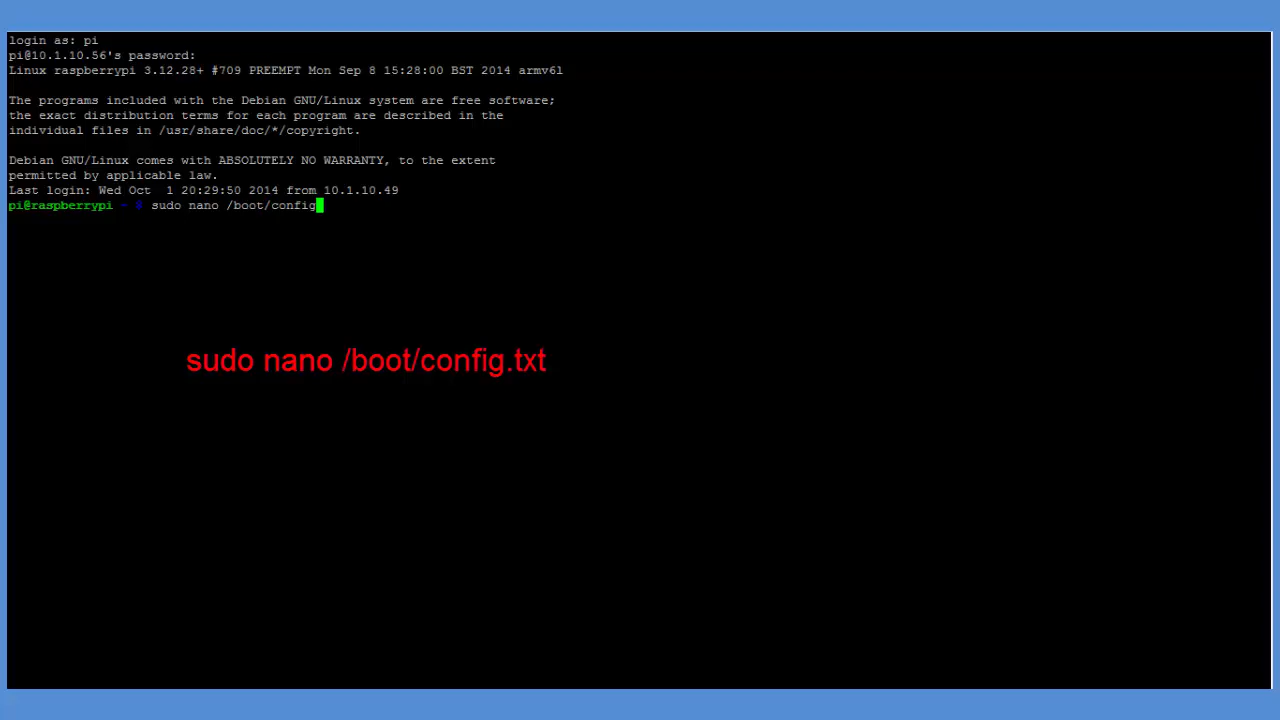 login as: pi
pi@10.1.10.56's password:
Linux raspberrypi 3.12.28+ #709 PREEMPT Mon Sep 8 15:28:00 BST 2014 armv6l
The programs included with the Debian GNU/Linux system are free software;
the exact distribution terms for each program are described in the
individual files in /usr/share/doc/*/copyright.
Debian GNU/Linux comes with ABSOLUTELY NO WARRANTY, to the extent
permitted by applicable law.
Last login: Wed Oct  1 20:29:50 2014 from 10.1.10.49
pi@raspberrypi ~ $ sudo nano /boot/config
sudo nano /boot/config.txt